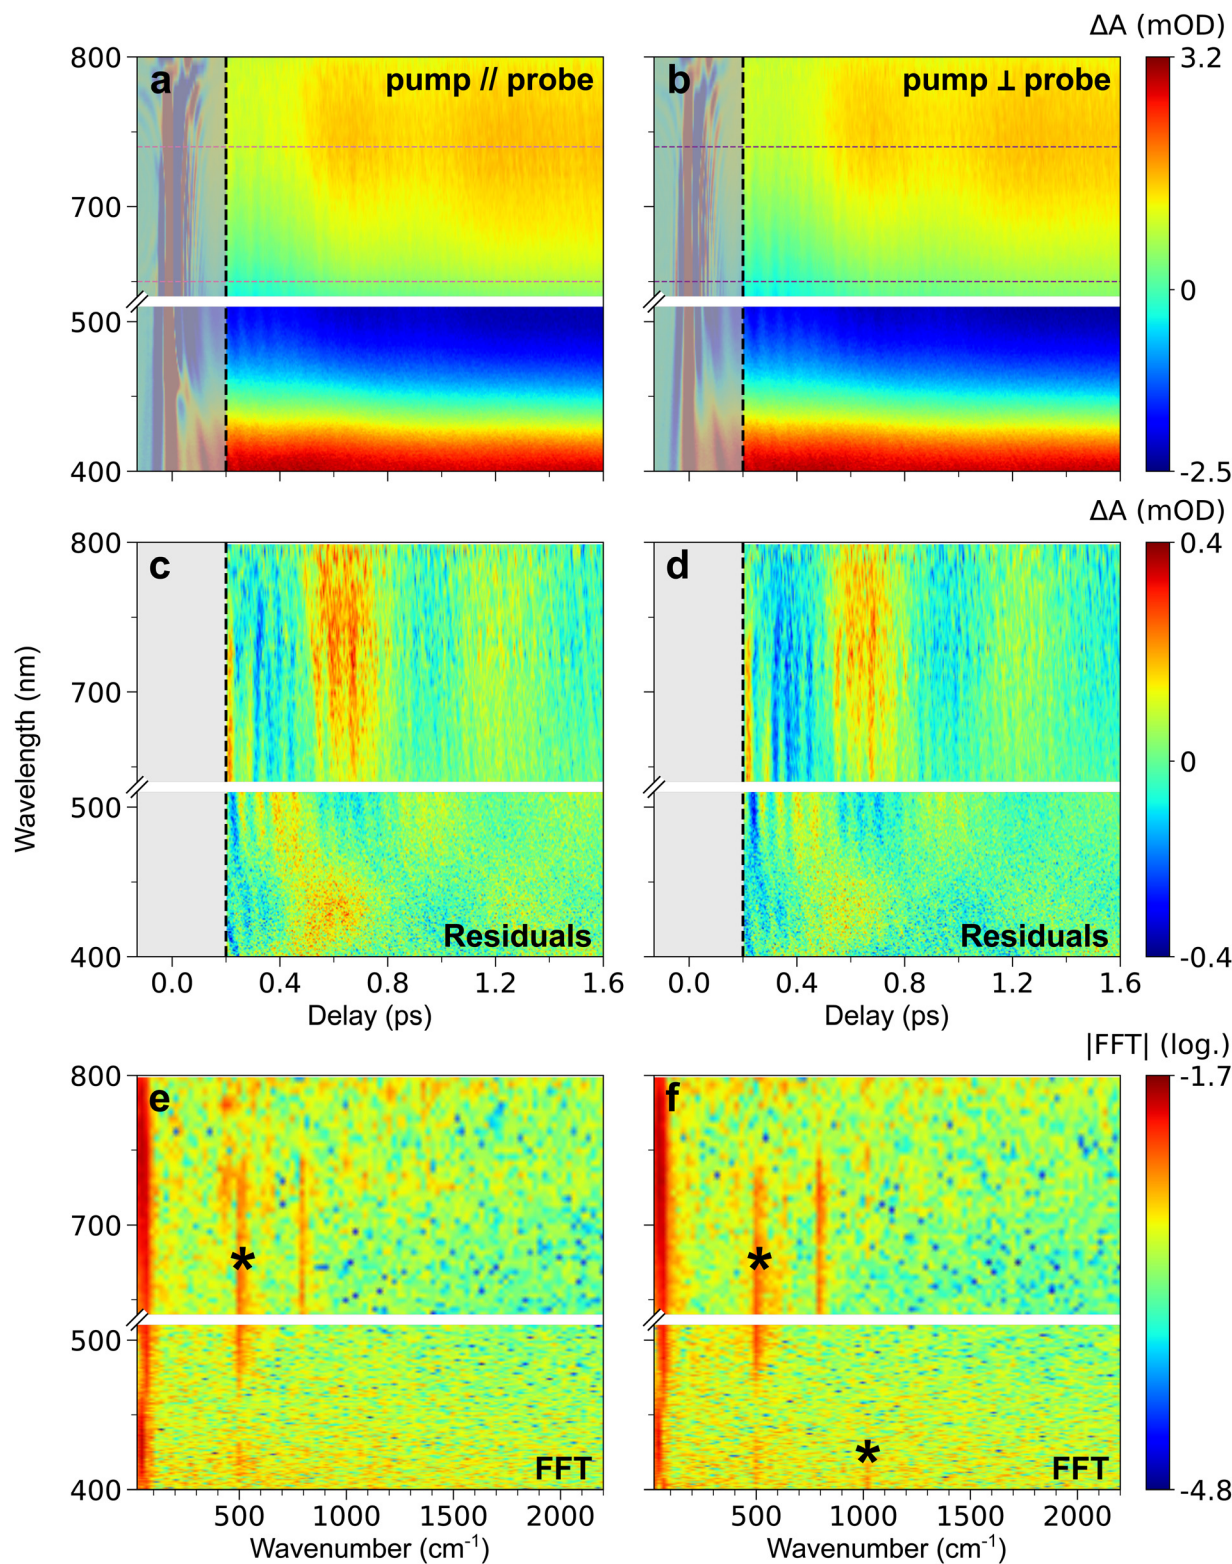 ΔA (mOD)
a
pump // probe
b
pump ⊥ probe
800
700
500
400
3.2
0
-2.5
ΔA (mOD)
c
d
800
700
500
400
Residuals
Residuals
0.4
0
-0.4
Wavelength (nm)
0.0 0.4 0.8 1.2 1.6
0.0 0.4 0.8 1.2 1.6
Delay (ps)
Delay (ps)
|FFT| (log.)
e
f
800
700
500
400
*
*
*
FFT
FFT
-1.7
-4.8
500 1000 1500 2000
500 1000 1500 2000
Wavenumber (cm⁻¹)
Wavenumber (cm⁻¹)